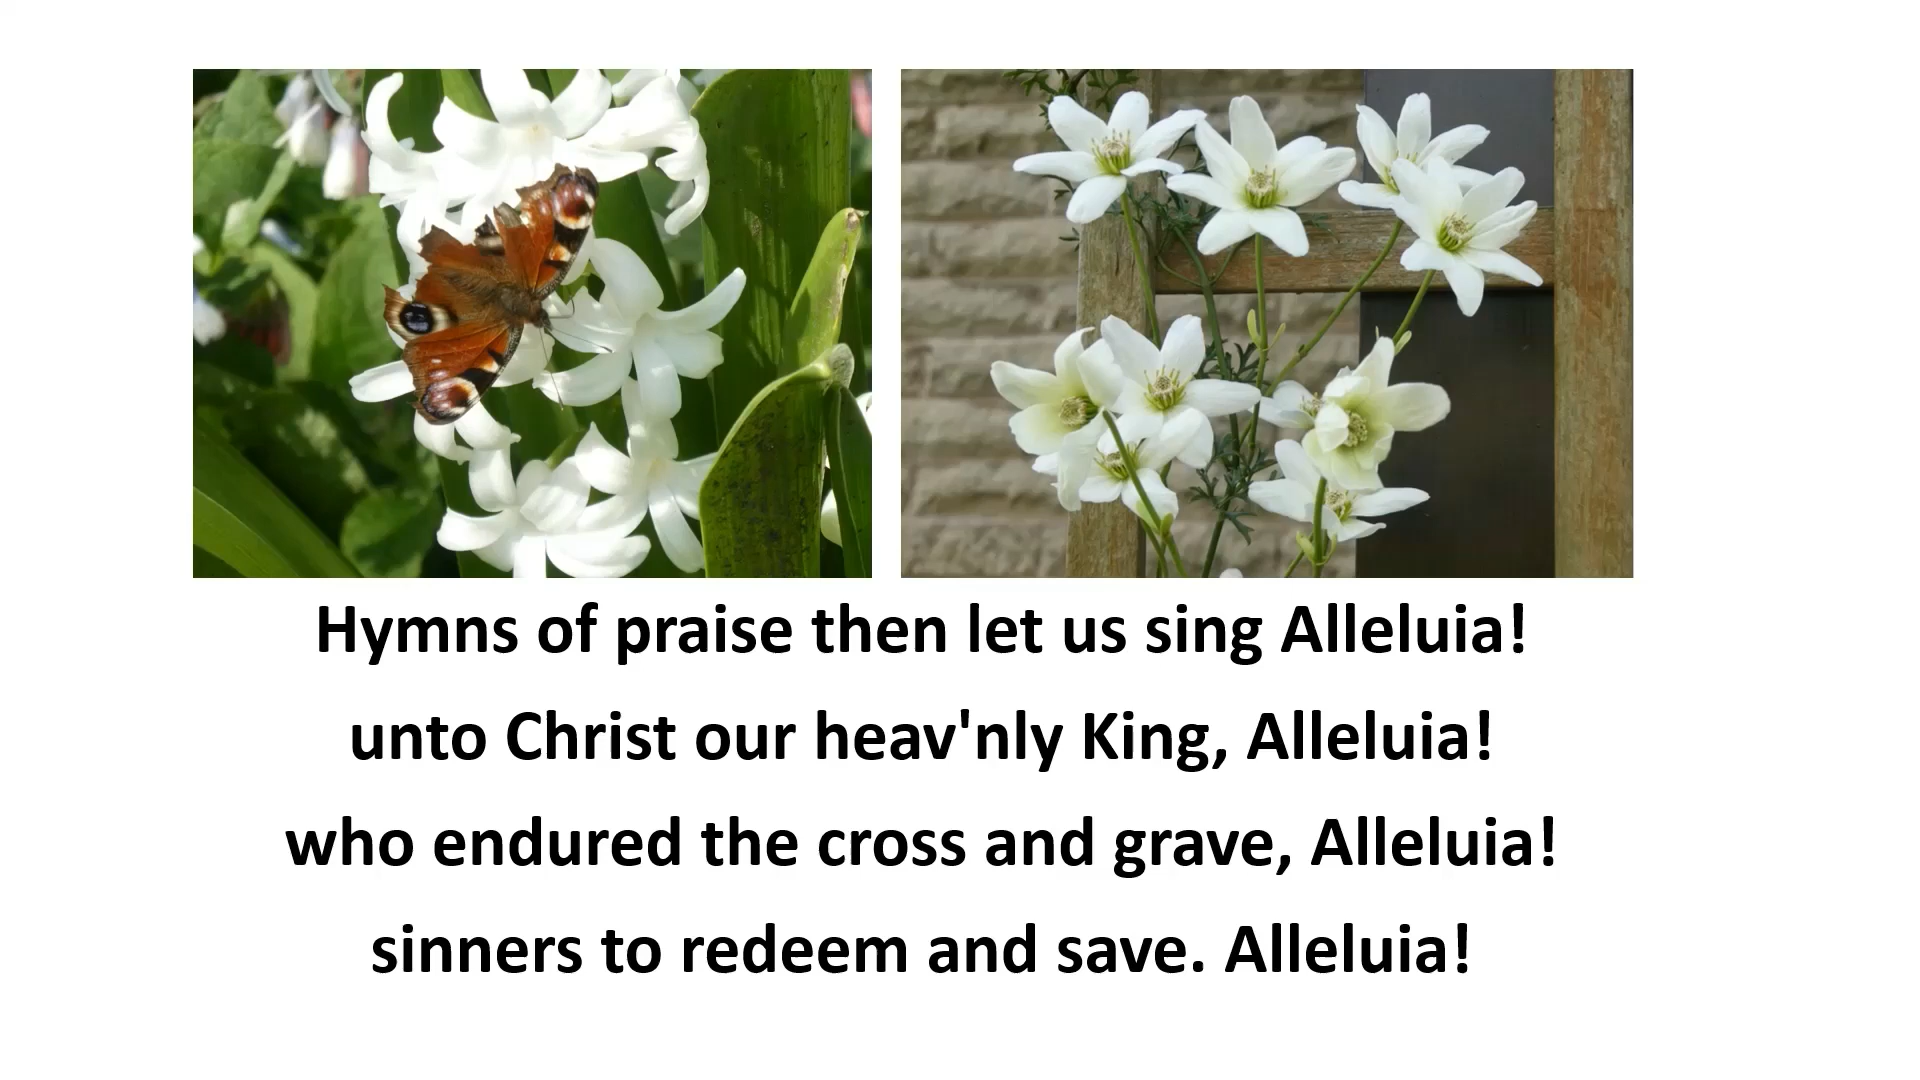 Hymns of praise then let us sing Alleluia!
unto Christ our heav'nly King, Alleluia!
who endured the cross and grave, Alleluia!
sinners to redeem and save. Alleluia!